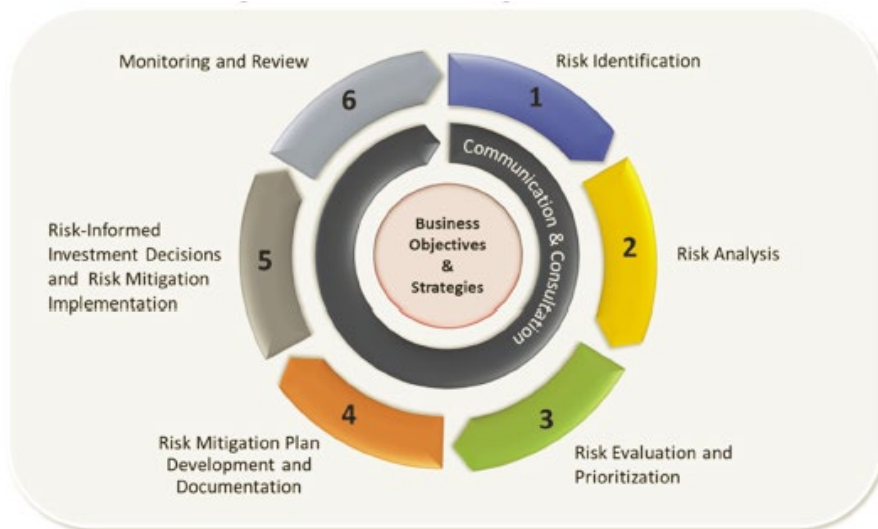 Monitoring and Review
Risk Identification
6
1
Communication & Consultation
Risk-Informed
Investment Decisions
and Risk Mitigation
Implementation
5
Business
Objectives
&
Strategies
2
Risk Analysis
4
3
Risk Mitigation Plan
Development and
Documentation
Risk Evaluation and
Prioritization